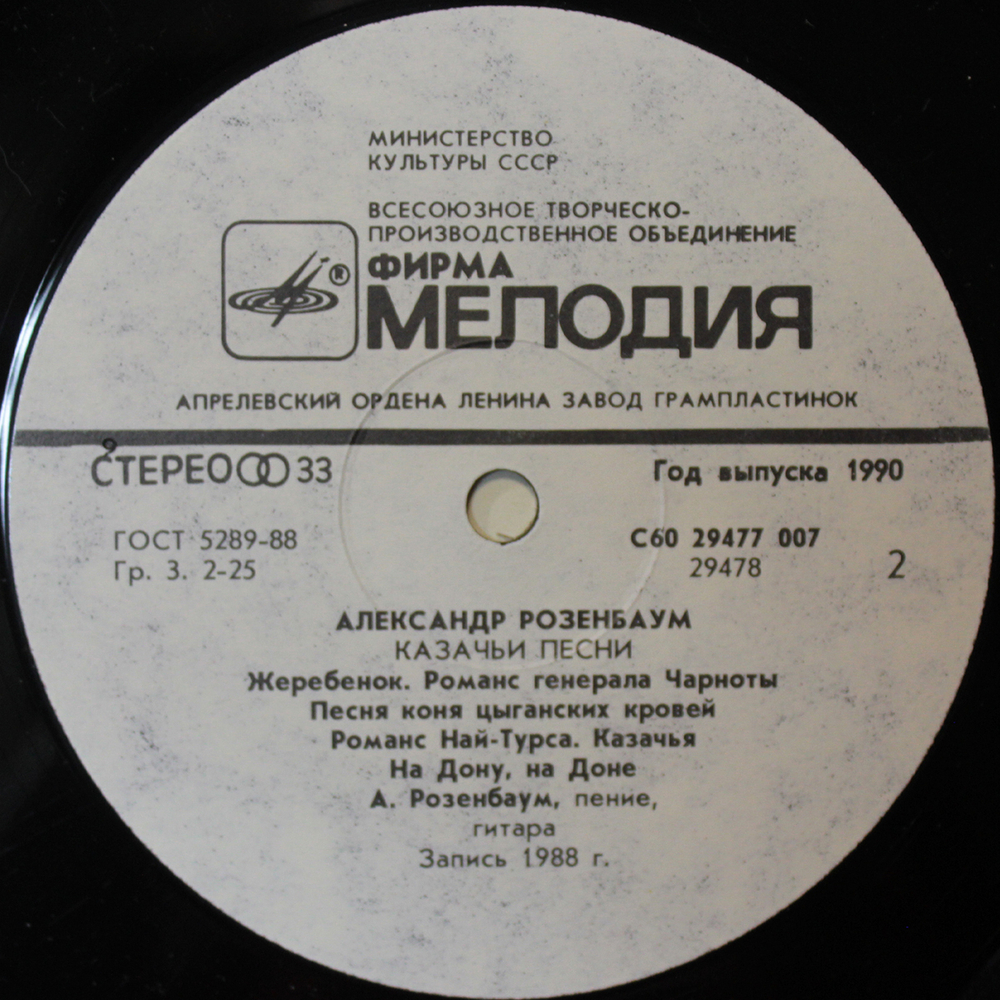 МИНИСТЕРСТВО
КУЛЬТУРЫ СССР
ВСЕСОЮЗНОЕ ТВОРЧЕСКО-
ПРОИЗВОДСТВЕННОЕ ОБЪЕДИНЕНИЕ
ФИРМА
®
МЕЛОДИЯ
АПРЕЛЕВСКИЙ ОРДЕНА ЛЕНИНА ЗАВОД ГРАМПЛАСТИНОК
СТЕРЕО 33
Год выпуска 1990
ГОСТ 5289-88
Гр. 3. 2-25
С60 29477 007
29478
2
АЛЕКСАНДР РОЗЕНБАУМ
КАЗАЧЬИ ПЕСНИ
Жеребенок. Романс генерала Чарноты
Песня коня цыганских кровей
Романс Най-Турса. Казачья
На Дону, на Доне
А. Розенбаум, пение,
гитара
Запись 1988 г.